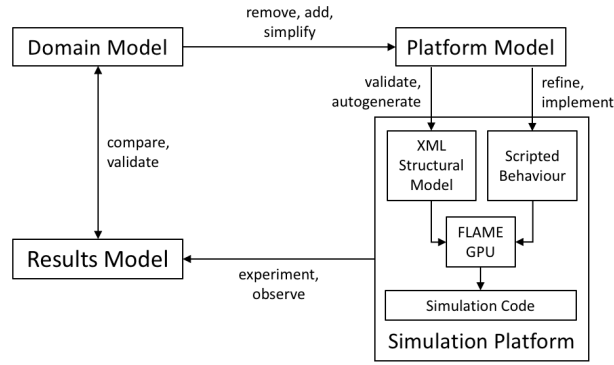 remove, add,
simplify
Domain Model
Platform Model
validate,
autogenerate
refine,
implement
compare,
validate
XML
Structural
Model
Scripted
Behaviour
FLAME
GPU
Results Model
experiment,
observe
Simulation Code
Simulation Platform